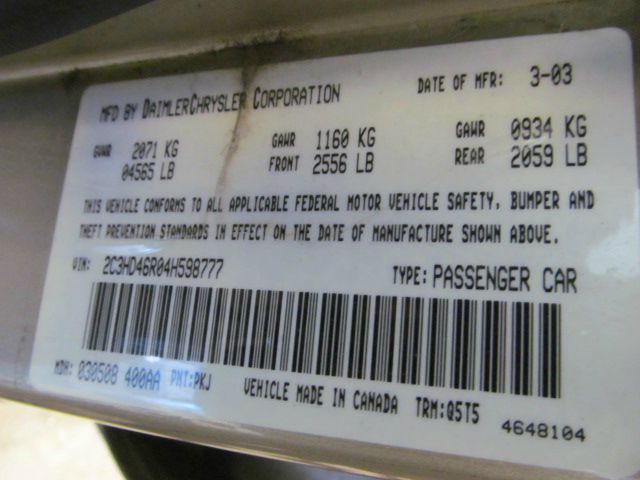 MFD BY DAIMLERCHRYSLER CORPORATION DATE OF MFR: 3-03
GVWR 2071 KG GAWR 1160 KG GAWR 0934 KG
04565 LB FRONT 2556 LB REAR 2059 LB
THIS VEHICLE CONFORMS TO ALL APPLICABLE FEDERAL MOTOR VEHICLE SAFETY, BUMPER AND
THEFT PREVENTION STANDARDS IN EFFECT ON THE DATE OF MANUFACTURE SHOWN ABOVE.
VIN: 2C3HD46R04H598777 TYPE: PASSENGER CAR
MDH: 030508 400AA PNT:PKJ VEHICLE MADE IN CANADA TRM:Q5T5
4648104